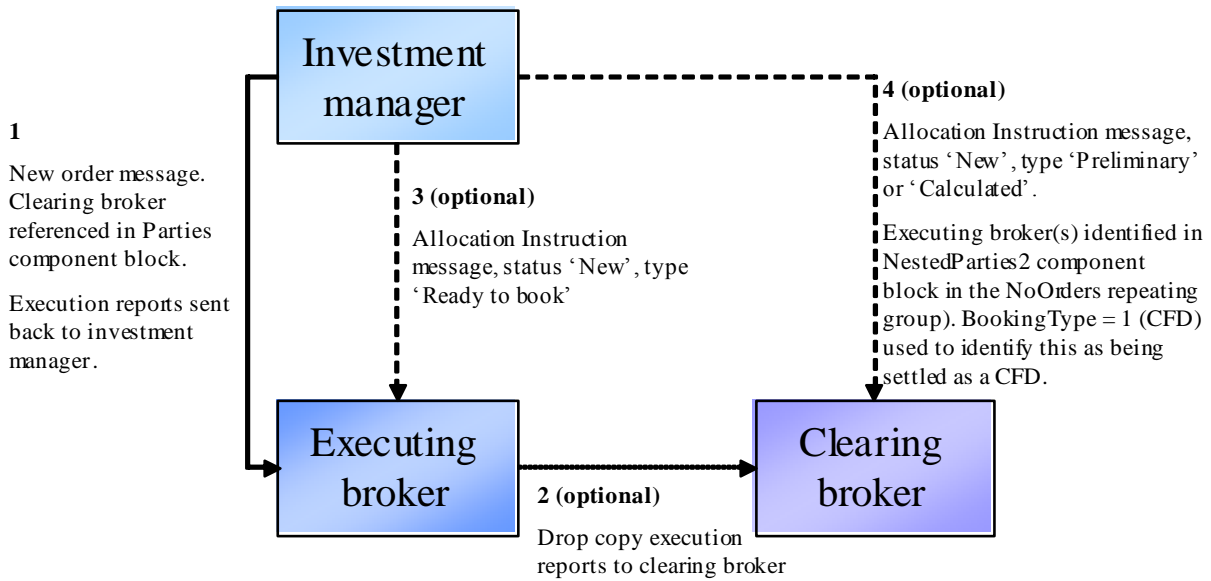 Investment
manager
1
New order message.
Clearing broker
referenced in Parties
component block.
Execution reports sent
back to investment
manager.
3 (optional)
Allocation Instruction
message, status ‘New’, type
‘Ready to book’
4 (optional)
Allocation Instruction message,
status ‘New’, type ‘Preliminary’
or ‘Calculated’.
Executing broker(s) identified in
NestedParties2 component
block in the NoOrders repeating
group). BookingType = 1 (CFD)
used to identify this as being
settled as a CFD.
Executing
broker
2 (optional)
Drop copy execution
reports to clearing broker
Clearing
broker